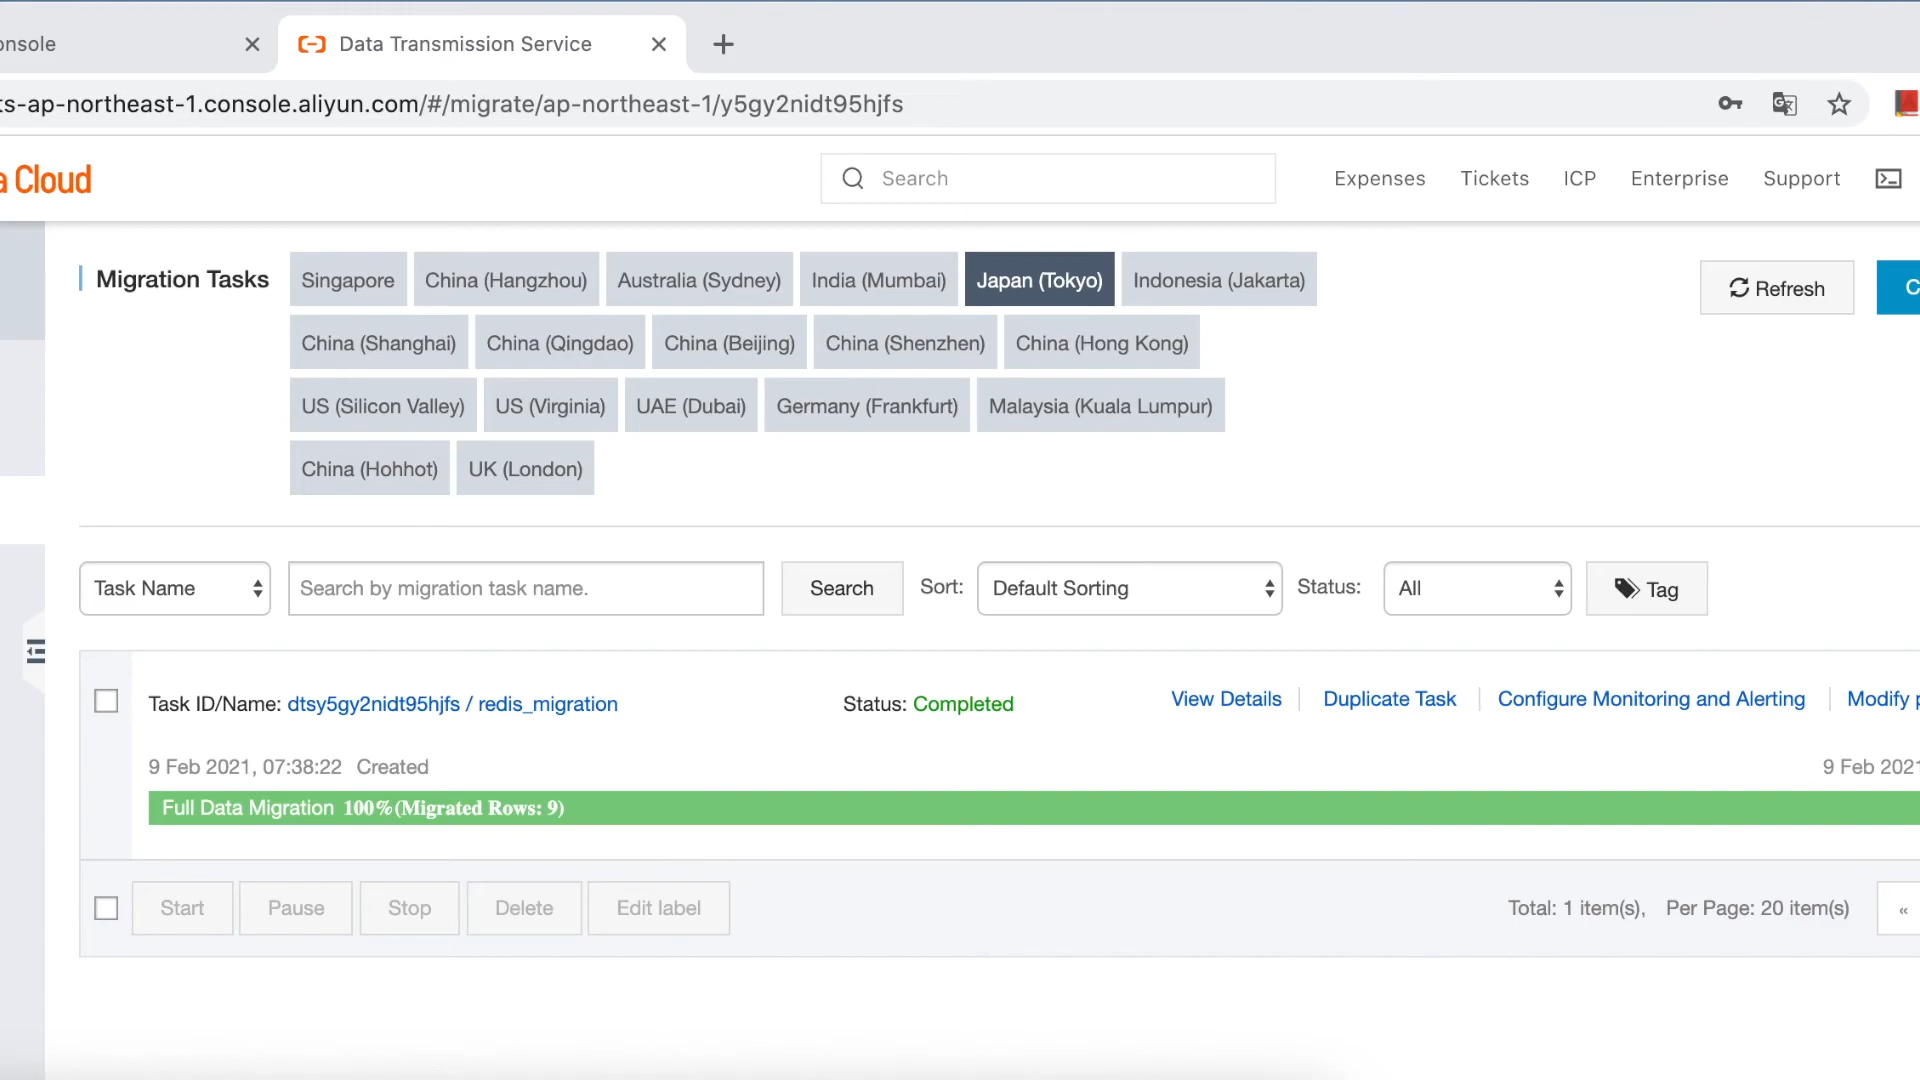 onsole
Data Transmission Service
ts-ap-northeast-1.console.aliyun.com/#/migrate/ap-northeast-1/y5gy2nidt95hjfs
a Cloud
Search
Expenses Tickets ICP Enterprise Support
Migration Tasks Singapore China (Hangzhou) Australia (Sydney) India (Mumbai) Japan (Tokyo) Indonesia (Jakarta)
Refresh C
China (Shanghai) China (Qingdao) China (Beijing) China (Shenzhen) China (Hong Kong)
US (Silicon Valley) US (Virginia) UAE (Dubai) Germany (Frankfurt) Malaysia (Kuala Lumpur)
China (Hohhot) UK (London)
Task Name Search by migration task name. Search Sort: Default Sorting Status: All Tag
Task ID/Name: dtsy5gy2nidt95hjfs / redis_migration Status: Completed View Details Duplicate Task Configure Monitoring and Alerting Modify p
9 Feb 2021, 07:38:22 Created 9 Feb 2021
Full Data Migration 100%(Migrated Rows: 9)
Start Pause Stop Delete Edit label Total: 1 item(s), Per Page: 20 item(s) «